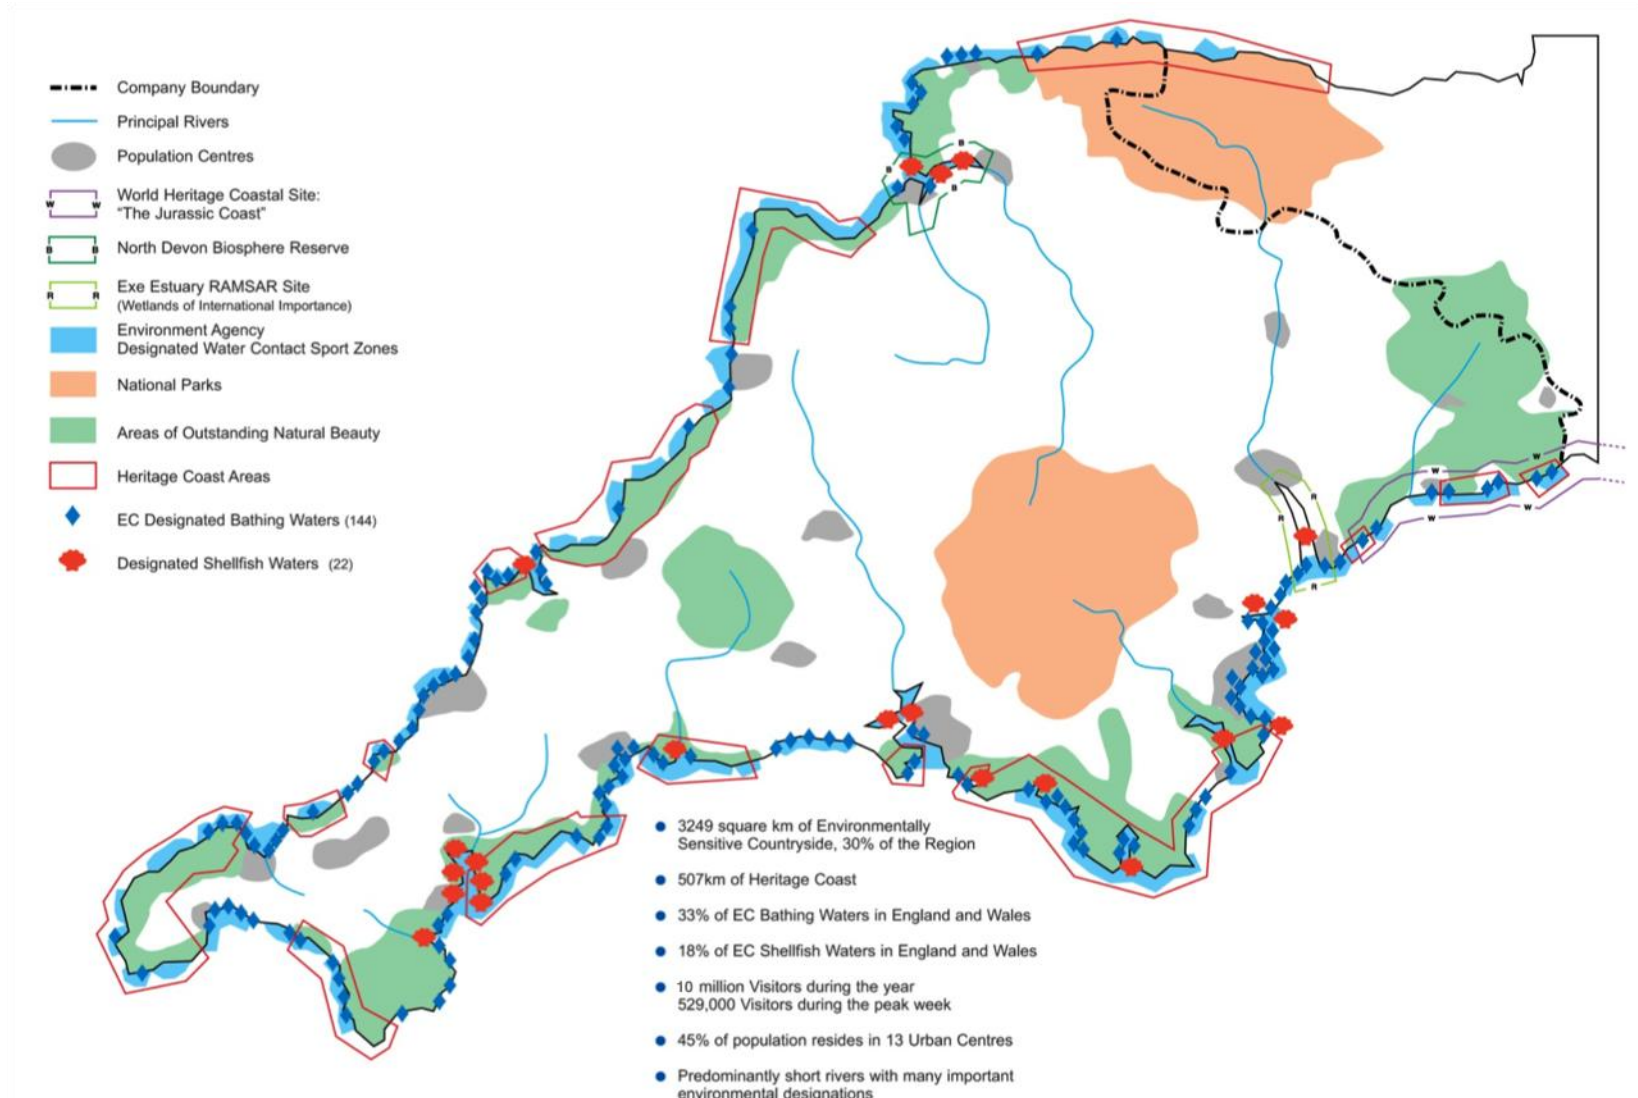 Company Boundary
Principal Rivers
Population Centres
World Heritage Coastal Site:
"The Jurassic Coast"
North Devon Biosphere Reserve
Exe Estuary RAMSAR Site
(Wetlands of International Importance)
Environment Agency
Designated Water Contact Sport Zones
National Parks
Areas of Outstanding Natural Beauty
Heritage Coast Areas
EC Designated Bathing Waters (144)
Designated Shellfish Waters (22)
W W
B B
R R
B
B
B
W
W
W
W
R
R
R
3249 square km of Environmentally
Sensitive Countryside, 30% of the Region
507km of Heritage Coast
33% of EC Bathing Waters in England and Wales
18% of EC Shellfish Waters in England and Wales
10 million Visitors during the year
529,000 Visitors during the peak week
45% of population resides in 13 Urban Centres
Predominantly short rivers with many important
environmental designations